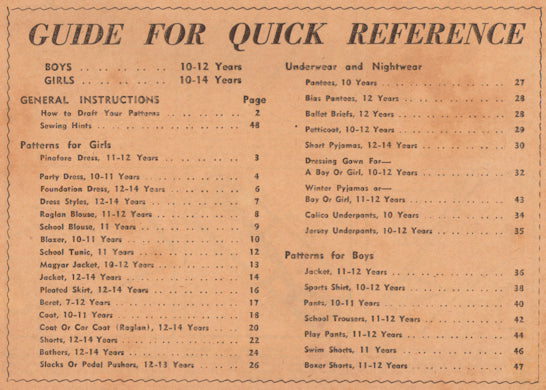 GUIDE FOR QUICK REFERENCE
BOYS . . . . . . . . . . 10-12 Years
GIRLS . . . . . . . . . . 10-14 Years
GENERAL INSTRUCTIONS Page
How to Draft Your Patterns . . . . . . . . . 2
Sewing Hints . . . . . . . . . 48
Patterns for Girls
Pinafore Dress, 11-12 Years . . . . . . . . . 3
Party Dress, 10-11 Years . . . . . . . . . 4
Foundation Dress, 12-14 Years . . . . . . . . . 6
Dress Styles, 12-14 Years . . . . . . . . . 7
Raglan Blouse, 11-12 Years . . . . . . . . . 8
School Blouse, 11 Years . . . . . . . . . 9
Blazer, 10-11 Years . . . . . . . . . 10
School Tunic, 11 Years . . . . . . . . . 12
Magyar Jacket, 10-12 Years . . . . . . . . . 13
Jacket, 12-14 Years . . . . . . . . . 14
Pleated Skirt, 12-14 Years . . . . . . . . . 16
Beret, 7-12 Years . . . . . . . . . 17
Coat, 10-11 Years . . . . . . . . . 18
Coat Or Car Coat (Raglan), 12-14 Years . . . 20
Shorts, 12-14 Years . . . . . . . . . 22
Bathers, 12-14 Years . . . . . . . . . 24
Slacks Or Pedal Pushers, 12-13 Years . . . . 26
Underwear and Nightwear
Pantees, 10 Years . . . . . . . . . 27
Bias Pantees, 12 Years . . . . . . . . . 28
Ballet Briefs, 12 Years . . . . . . . . . 28
Petticoat, 10-12 Years . . . . . . . . . 29
Short Pyjamas, 12-14 Years . . . . . . . . . 30
Dressing Gown For—
A Boy Or Girl, 10-12 Years . . . . . . . . . 32
Winter Pyjamas or—
Boy Or Girl, 11-12 Years . . . . . . . . . 43
Calico Underpants, 10 Years . . . . . . . . . 34
Jersey Underpants, 10-12 Years . . . . . . . . . 35
Patterns for Boys
Jacket, 11-12 Years . . . . . . . . . 36
Sports Shirt, 10-12 Years . . . . . . . . . 38
Pants, 10-11 Years . . . . . . . . . 40
School Trousers, 11-12 Years . . . . . . . . . 42
Play Pants, 11-12 Years . . . . . . . . . 44
Swim Shorts, 11 Years . . . . . . . . . 46
Boxer Shorts, 11-12 Years . . . . . . . . . 47